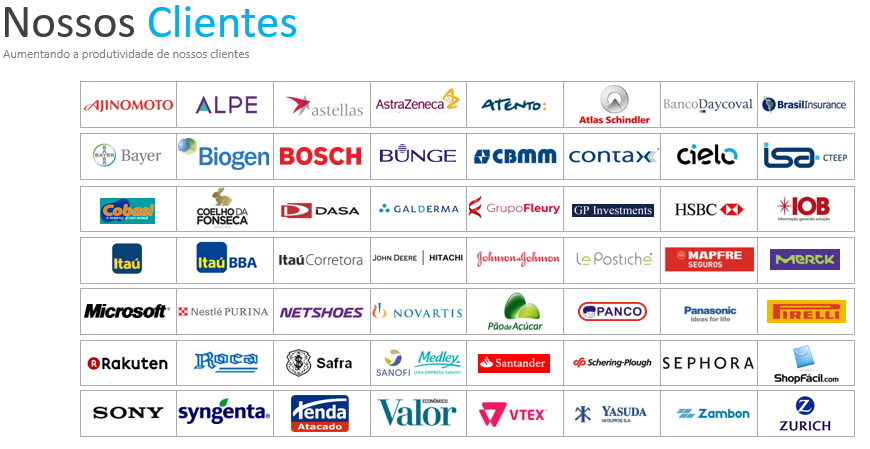 Nossos Clientes
Aumentando a produtividade de nossos clientes
AJINOMOTO ALPE astellas AstraZeneca ATENTO: Atlas Schindler BancoDaycoval BrasilInsurance
BAYER Bayer Biogen BOSCH BUNGE CBMM contax cielo isa CTEEP
Cobasi COELHO DA FONSECA DASA GALDERMA GrupoFleury GP Investments HSBC IOB Informação gerando solução
Itaú Itaú BBA ItaúCorretora JOHN DEERE | HITACHI Johnson & Johnson Le Postiche MAPFRE SEGUROS MERCK
Microsoft Nestlé PURINA NETSHOES NOVARTIS Pão de Açúcar PANCO Panasonic ideas for life PIRELLI
R Rakuten Roca Safra SANOFI Medley UMA EMPRESA SANOFI Santander Schering-Plough SEPHORA ShopFácil.com
SONY syngenta Tenda Atacado Valor ECONÔMICO VTEX YASUDA SEGUROS S.A. Zambon Z ZURICH